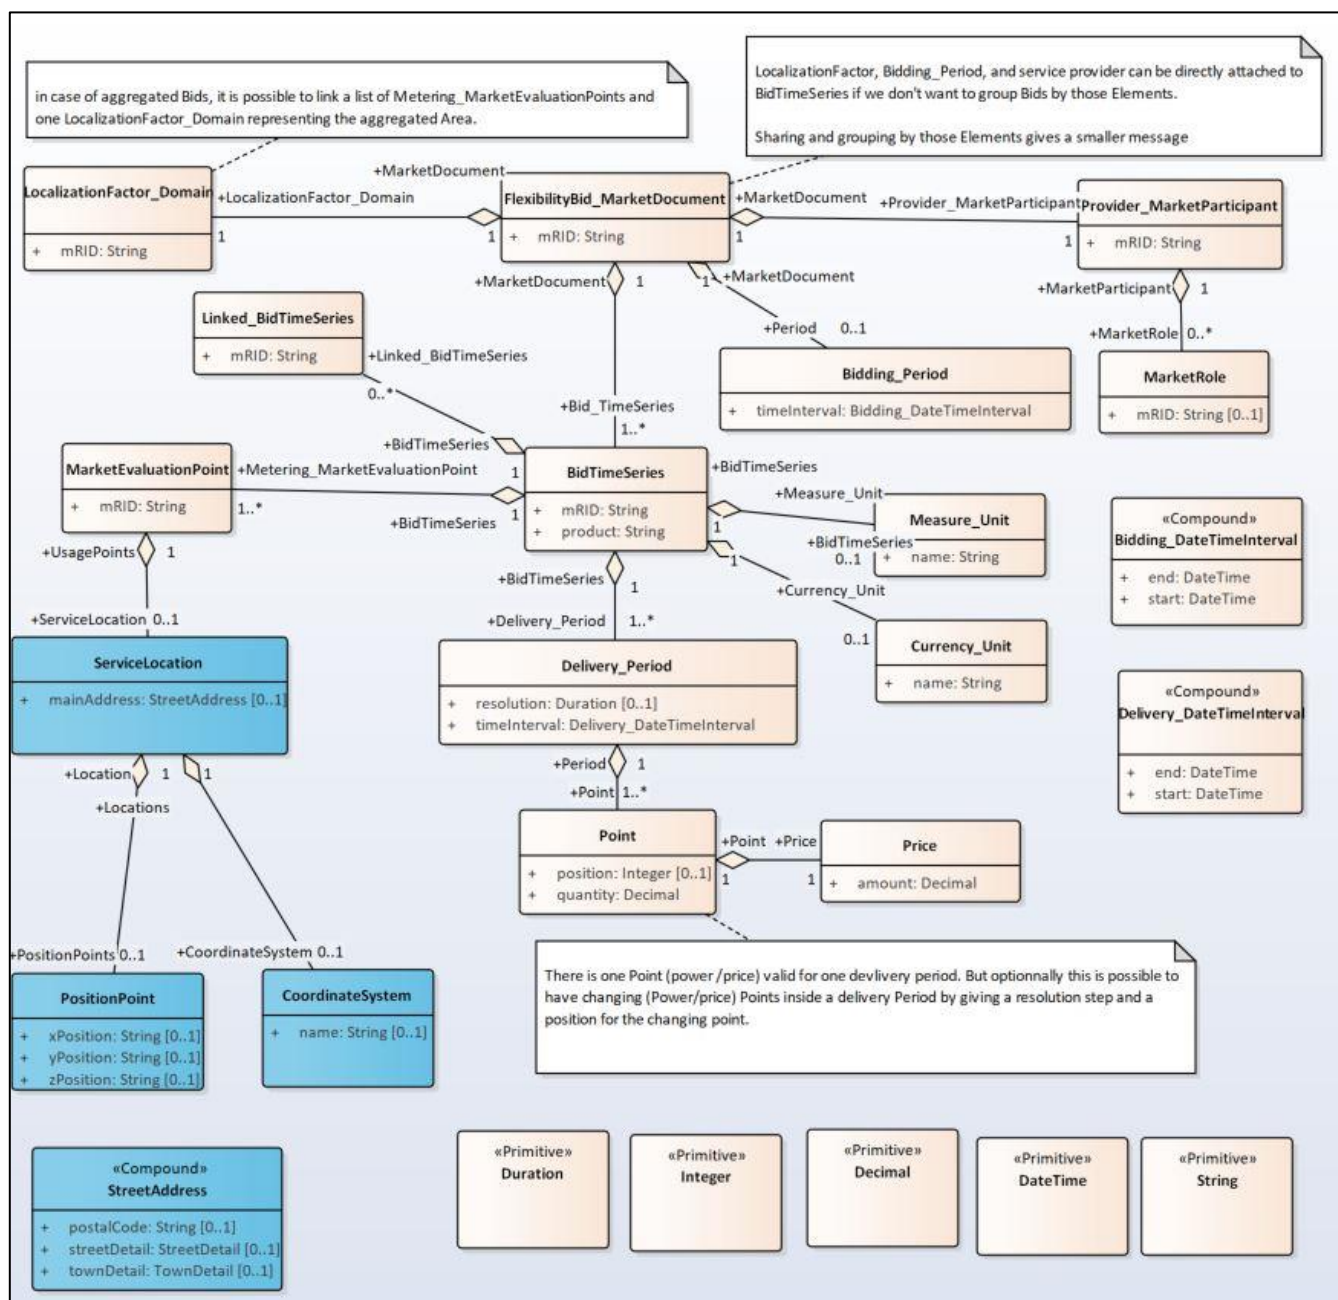 in case of aggregated Bids, it is possible to link a list of Metering_MarketEvaluationPoints and
one LocalizationFactor_Domain representing the aggregated Area.
LocalizationFactor, Bidding_Period, and service provider can be directly attached to
BidTimeSeries if we don't want to group Bids by those Elements.
Sharing and grouping by those Elements gives a smaller message
LocalizationFactor_Domain
+ mRID: String
+LocalizationFactor_Domain
1
+MarketDocument
1
FlexibilityBid_MarketDocument
+ mRID: String
+MarketDocument
1
+Provider_MarketParticipant
1
Provider_MarketParticipant
+ mRID: String
+MarketDocument
1
1
+MarketDocument
+MarketParticipant
1
Linked_BidTimeSeries
+ mRID: String
+Linked_BidTimeSeries
0..*
+Period 0..1
Bidding_Period
+ timeInterval: Bidding_DateTimeInterval
+MarketRole 0..*
MarketRole
+ mRID: String [0..1]
+Bid_TimeSeries
1..*
+BidTimeSeries
1
MarketEvaluationPoint
+ mRID: String
+Metering_MarketEvaluationPoint
1..*
+BidTimeSeries
1
BidTimeSeries
+ mRID: String
+ product: String
+BidTimeSeries
1
+Measure_Unit
0..1
Measure_Unit
+ name: String
+BidTimeSeries
1
+Currency_Unit
0..1
Currency_Unit
+ name: String
«Compound»
Bidding_DateTimeInterval
+ end: DateTime
+ start: DateTime
+UsagePoints
1
+ServiceLocation 0..1
+BidTimeSeries
1
+Delivery_Period
1..*
ServiceLocation
+ mainAddress: StreetAddress [0..1]
Delivery_Period
+ resolution: Duration [0..1]
+ timeInterval: Delivery_DateTimeInterval
«Compound»
Delivery_DateTimeInterval
+ end: DateTime
+ start: DateTime
+Location
1
1
+Locations
+Period
1
+Point 1..*
Point
+ position: Integer [0..1]
+ quantity: Decimal
+Point
1
+Price
1
Price
+ amount: Decimal
+PositionPoints 0..1
+CoordinateSystem 0..1
PositionPoint
+ xPosition: String [0..1]
+ yPosition: String [0..1]
+ zPosition: String [0..1]
CoordinateSystem
+ name: String [0..1]
There is one Point (power /price) valid for one devlivery period. But optionnally this is possible to
have changing (Power/price) Points inside a delivery Period by giving a resolution step and a
position for the changing point.
«Compound»
StreetAddress
+ postalCode: String [0..1]
+ streetDetail: StreetDetail [0..1]
+ townDetail: TownDetail [0..1]
«Primitive»
Duration
«Primitive»
Integer
«Primitive»
Decimal
«Primitive»
DateTime
«Primitive»
String